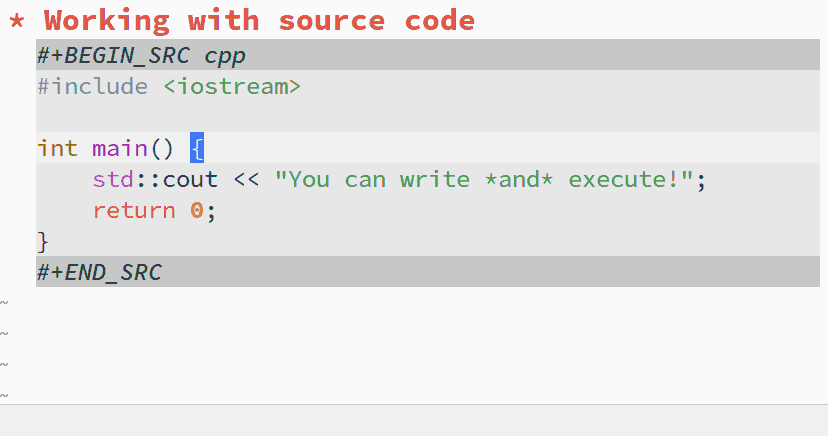 * Working with source code
#+BEGIN_SRC cpp
#include <iostream>
int main() {
    std::cout << "You can write *and* execute!";
    return 0;
}
#+END_SRC
~
~
~
~